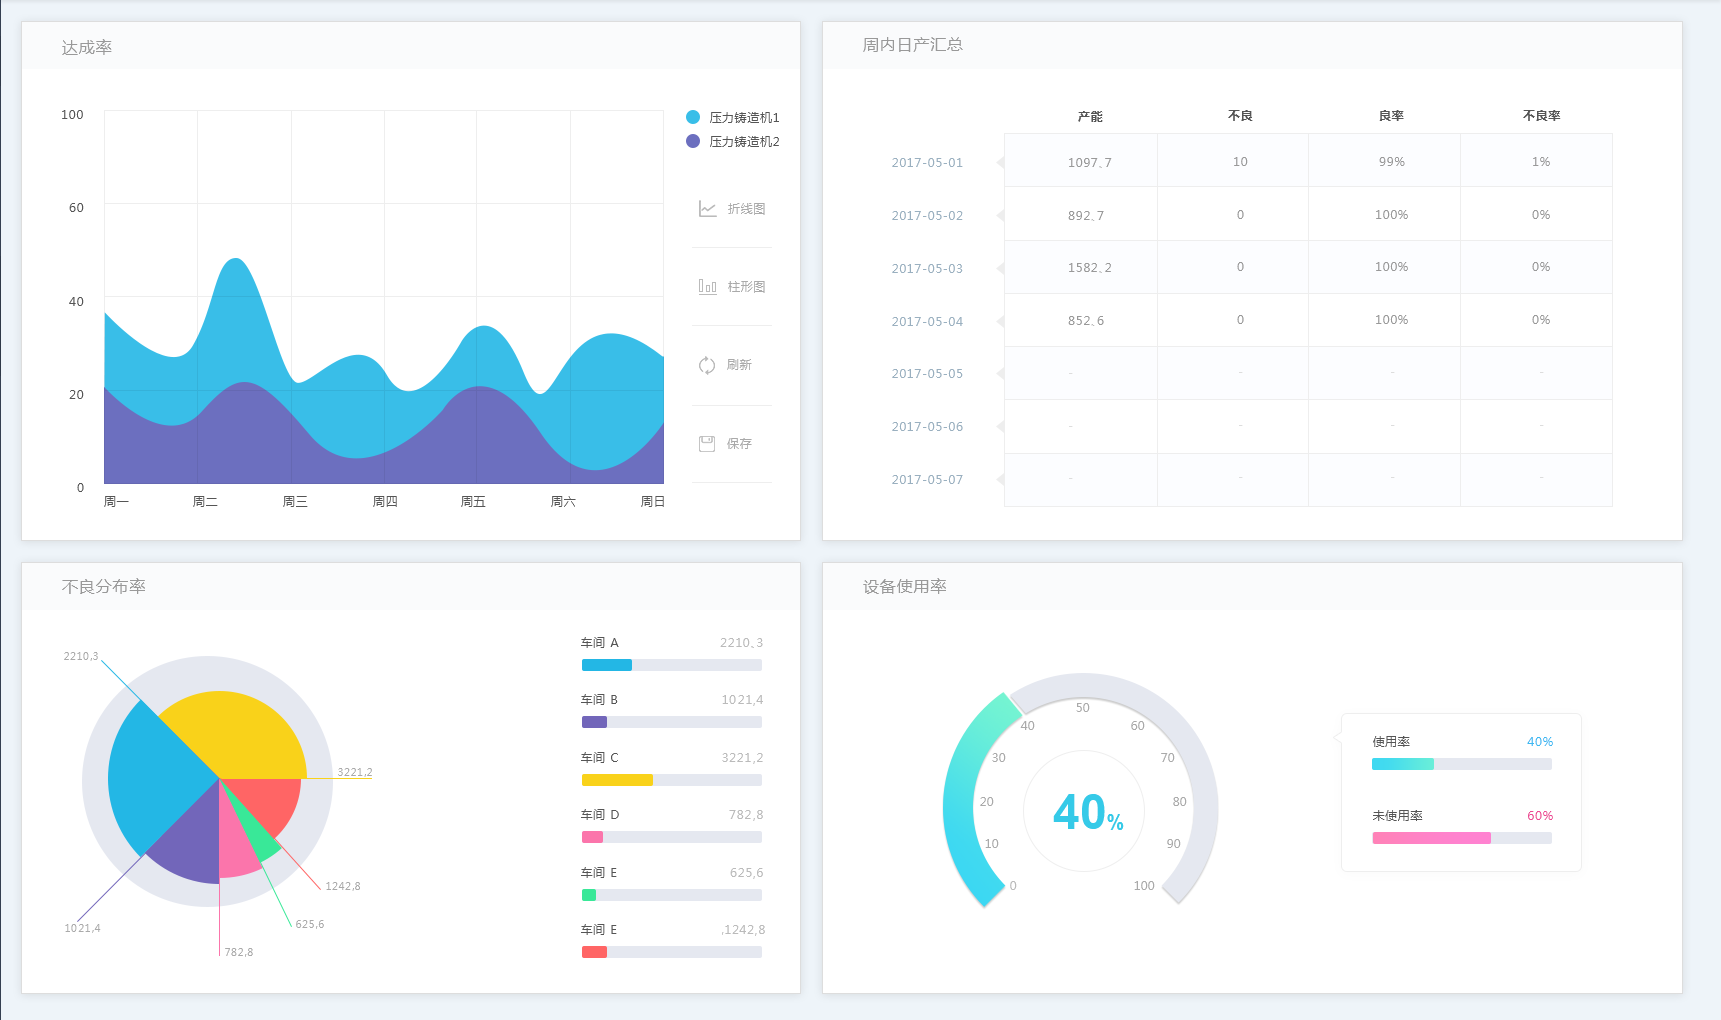 达成率
100
60
40
20
0
周一 周二 周三 周四 周五 周六 周日
压力铸造机1
压力铸造机2
折线图
柱形图
刷新
保存
周内日产汇总
产能 不良 良率 不良率
2017-05-01 1097、7 10 99% 1%
2017-05-02 892、7 0 100% 0%
2017-05-03 1582、2 0 100% 0%
2017-05-04 852、6 0 100% 0%
2017-05-05 - - - -
2017-05-06 - - - -
2017-05-07 - - - -
不良分布率
2210,3
3221,2
1242,8
625,6
782,8
1021,4
车间 A 2210、3
车间 B 1021,4
车间 C 3221,2
车间 D 782,8
车间 E 625,6
车间 E ,1242,8
设备使用率
0
10
20
30
40
50
60
70
80
90
100
40%
使用率 40%
未使用率 60%